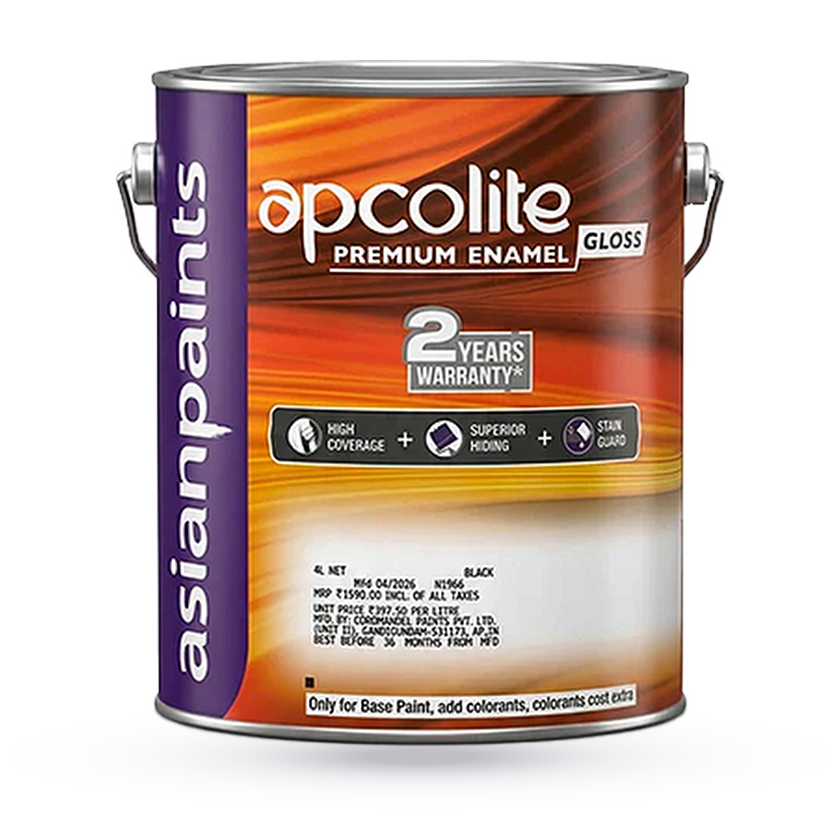 asianpaints
apcolite
PREMIUM ENAMEL
GLOSS
2 YEARS
WARRANTY*
HIGH COVERAGE + SUPERIOR HIDING + STAIN GUARD
4L NET BLACK
Mfd 04/2026 N1966
MRP ₹1590.00 INCL. OF ALL TAXES
UNIT PRICE ₹397.50 PER LITRE
MFD. BY: COROMANDEL PAINTS PVT. LTD.
(UNIT II), GANDIGUNDAM-531173, AP,IN
BEST BEFORE 36 MONTHS FROM MFD
Only for Base Paint, add colorants, colorants cost extra